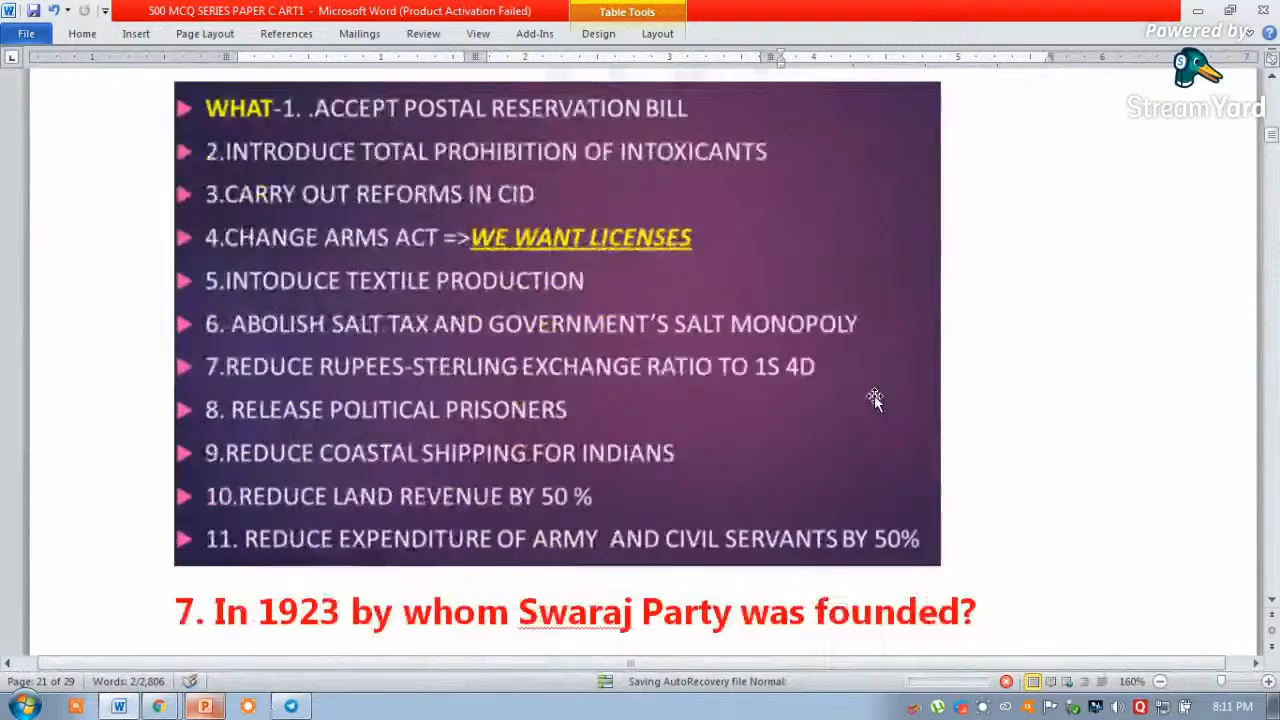 500 MCQ SERIES PAPER C ART1 - Microsoft Word (Product Activation Failed)
Table Tools
File Home Insert Page Layout References Mailings Review View Add-Ins Design Layout
Powered by
StreamYard
WHAT-1. .ACCEPT POSTAL RESERVATION BILL
2.INTRODUCE TOTAL PROHIBITION OF INTOXICANTS
3.CARRY OUT REFORMS IN CID
4.CHANGE ARMS ACT =>WE WANT LICENSES
5.INTODUCE TEXTILE PRODUCTION
6. ABOLISH SALT TAX AND GOVERNMENT'S SALT MONOPOLY
7.REDUCE RUPEES-STERLING EXCHANGE RATIO TO 1S 4D
8. RELEASE POLITICAL PRISONERS
9.REDUCE COASTAL SHIPPING FOR INDIANS
10.REDUCE LAND REVENUE BY 50 %
11. REDUCE EXPENDITURE OF ARMY AND CIVIL SERVANTS BY 50%
7. In 1923 by whom Swaraj Party was founded?
Page: 21 of 29 Words: 2/2,806 Saving AutoRecovery file Normal: 160%
8:11 PM